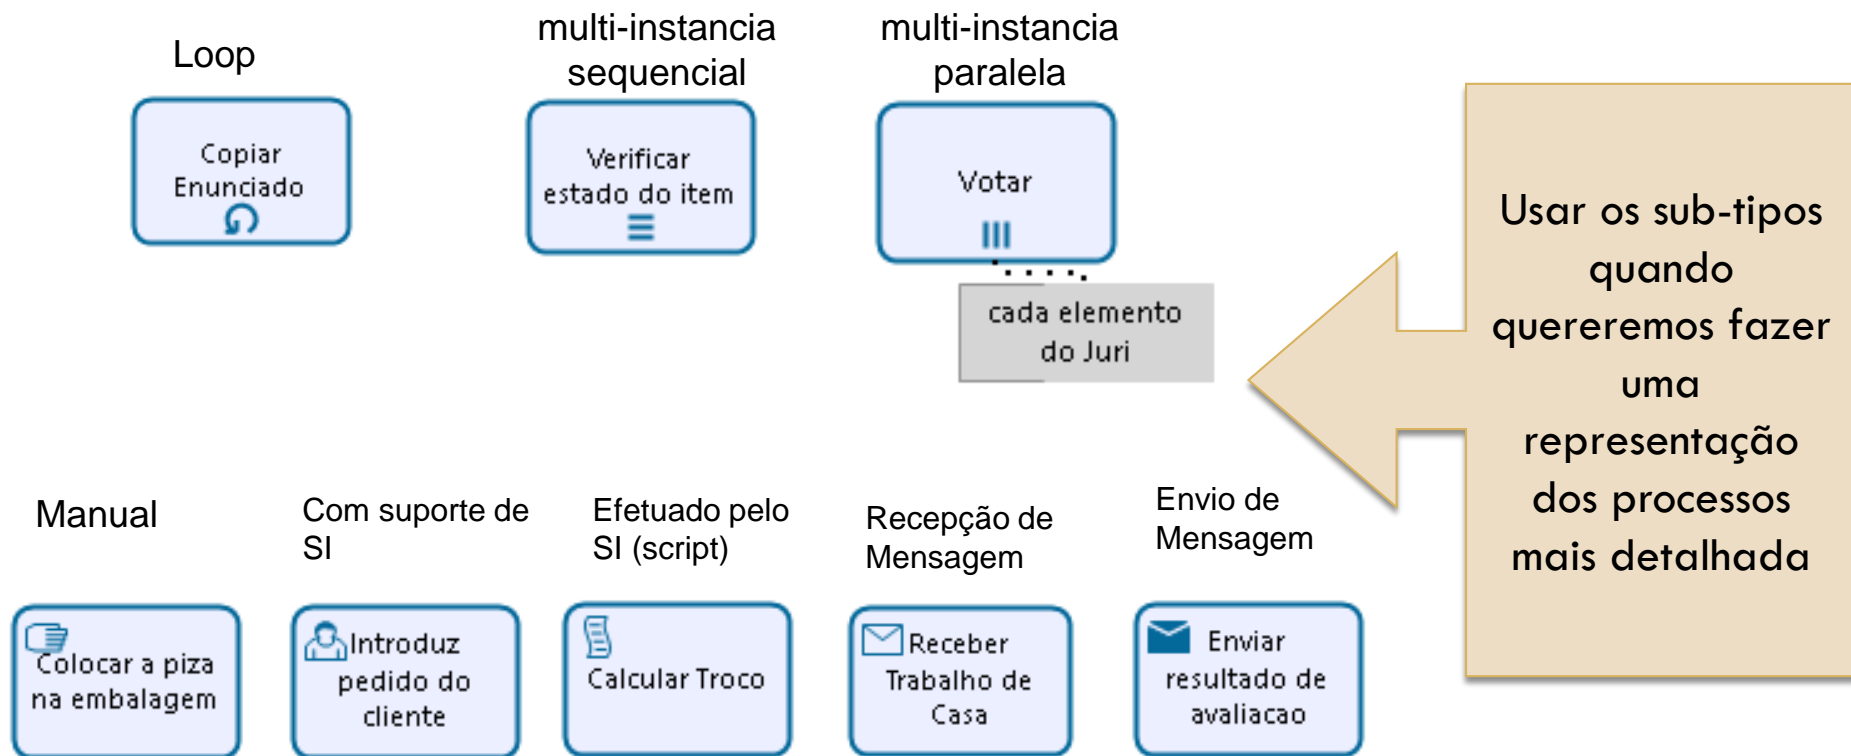 Loop
multi-instancia
sequencial
multi-instancia
paralela
Copiar
Enunciado
Verificar
estado do item
Votar
cada elemento
do Juri
Usar os sub-tipos
quando
quereremos fazer
uma
representação
dos processos
mais detalhada
Manual
Com suporte de
SI
Efetuado pelo
SI (script)
Recepção de
Mensagem
Envio de
Mensagem
Colocar a piza
na embalagem
Introduz
pedido do
cliente
Calcular Troco
Receber
Trabalho de
Casa
Enviar
resultado de
avaliacao